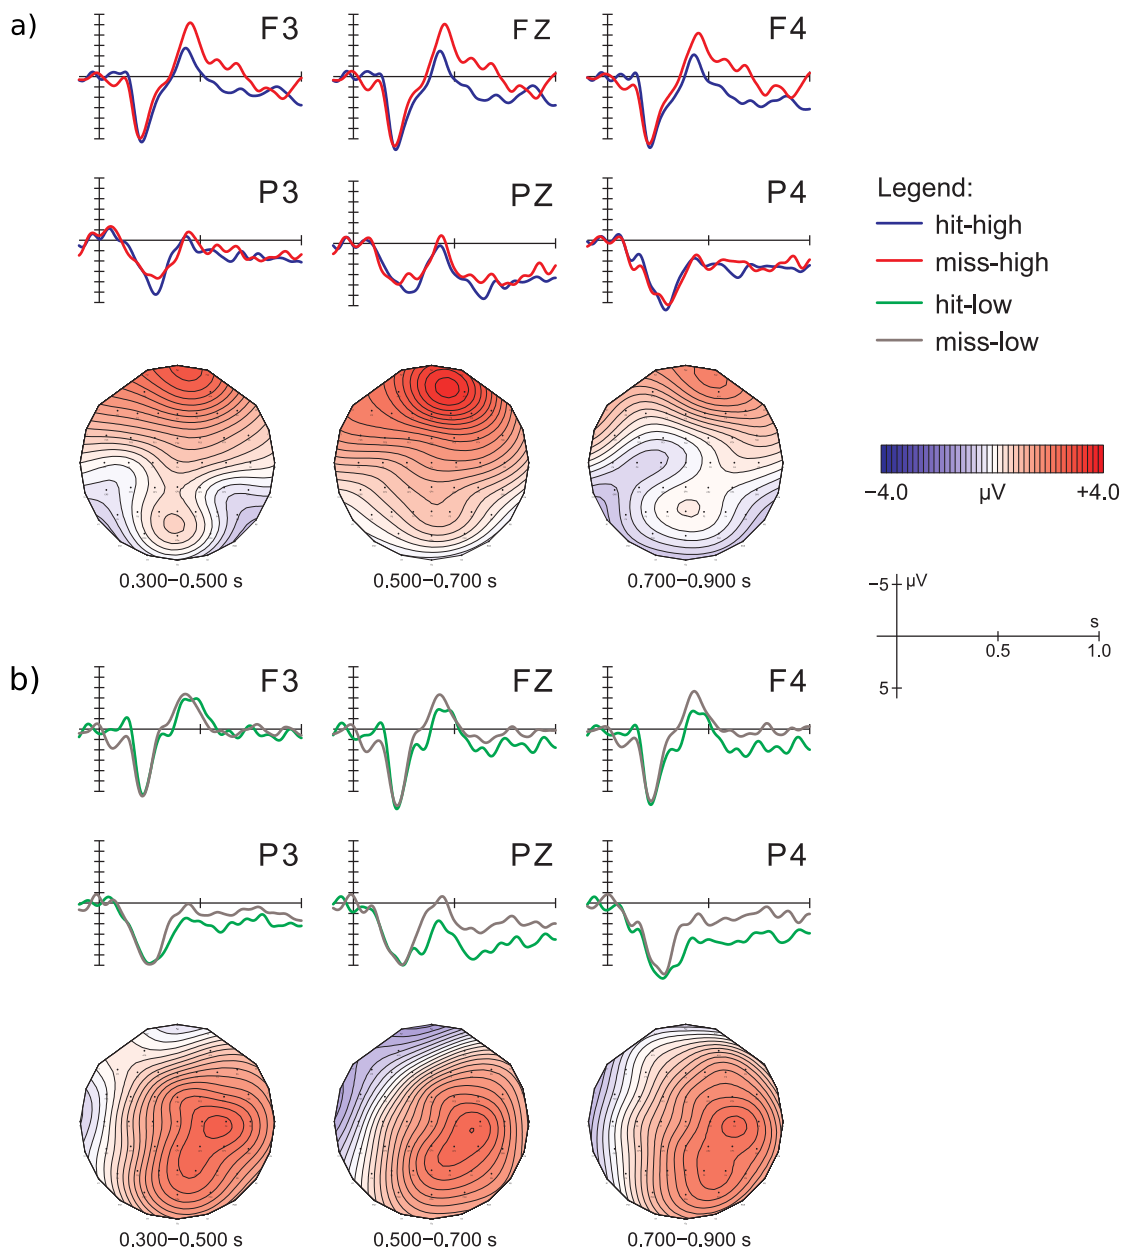 a)
F3
FZ
F4
P3
PZ
P4
Legend:
hit-high
miss-high
hit-low
miss-low
−4.0 µV +4.0
0.300−0.500 s
0.500−0.700 s
0.700−0.900 s
−5 µV
s
0.5 1.0
5
b)
F3
FZ
F4
P3
PZ
P4
0.300−0.500 s
0.500−0.700 s
0.700−0.900 s